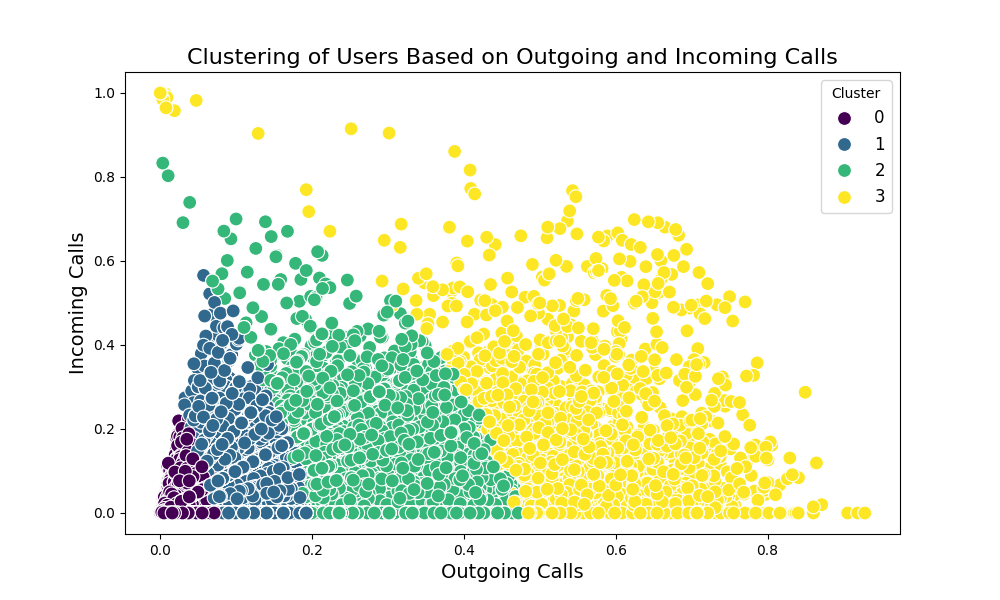 Clustering of Users Based on Outgoing and Incoming Calls
Incoming Calls
1.0
0.8
0.6
0.4
0.2
0.0
Cluster
0
1
2
3
0.0 0.2 0.4 0.6 0.8
Outgoing Calls